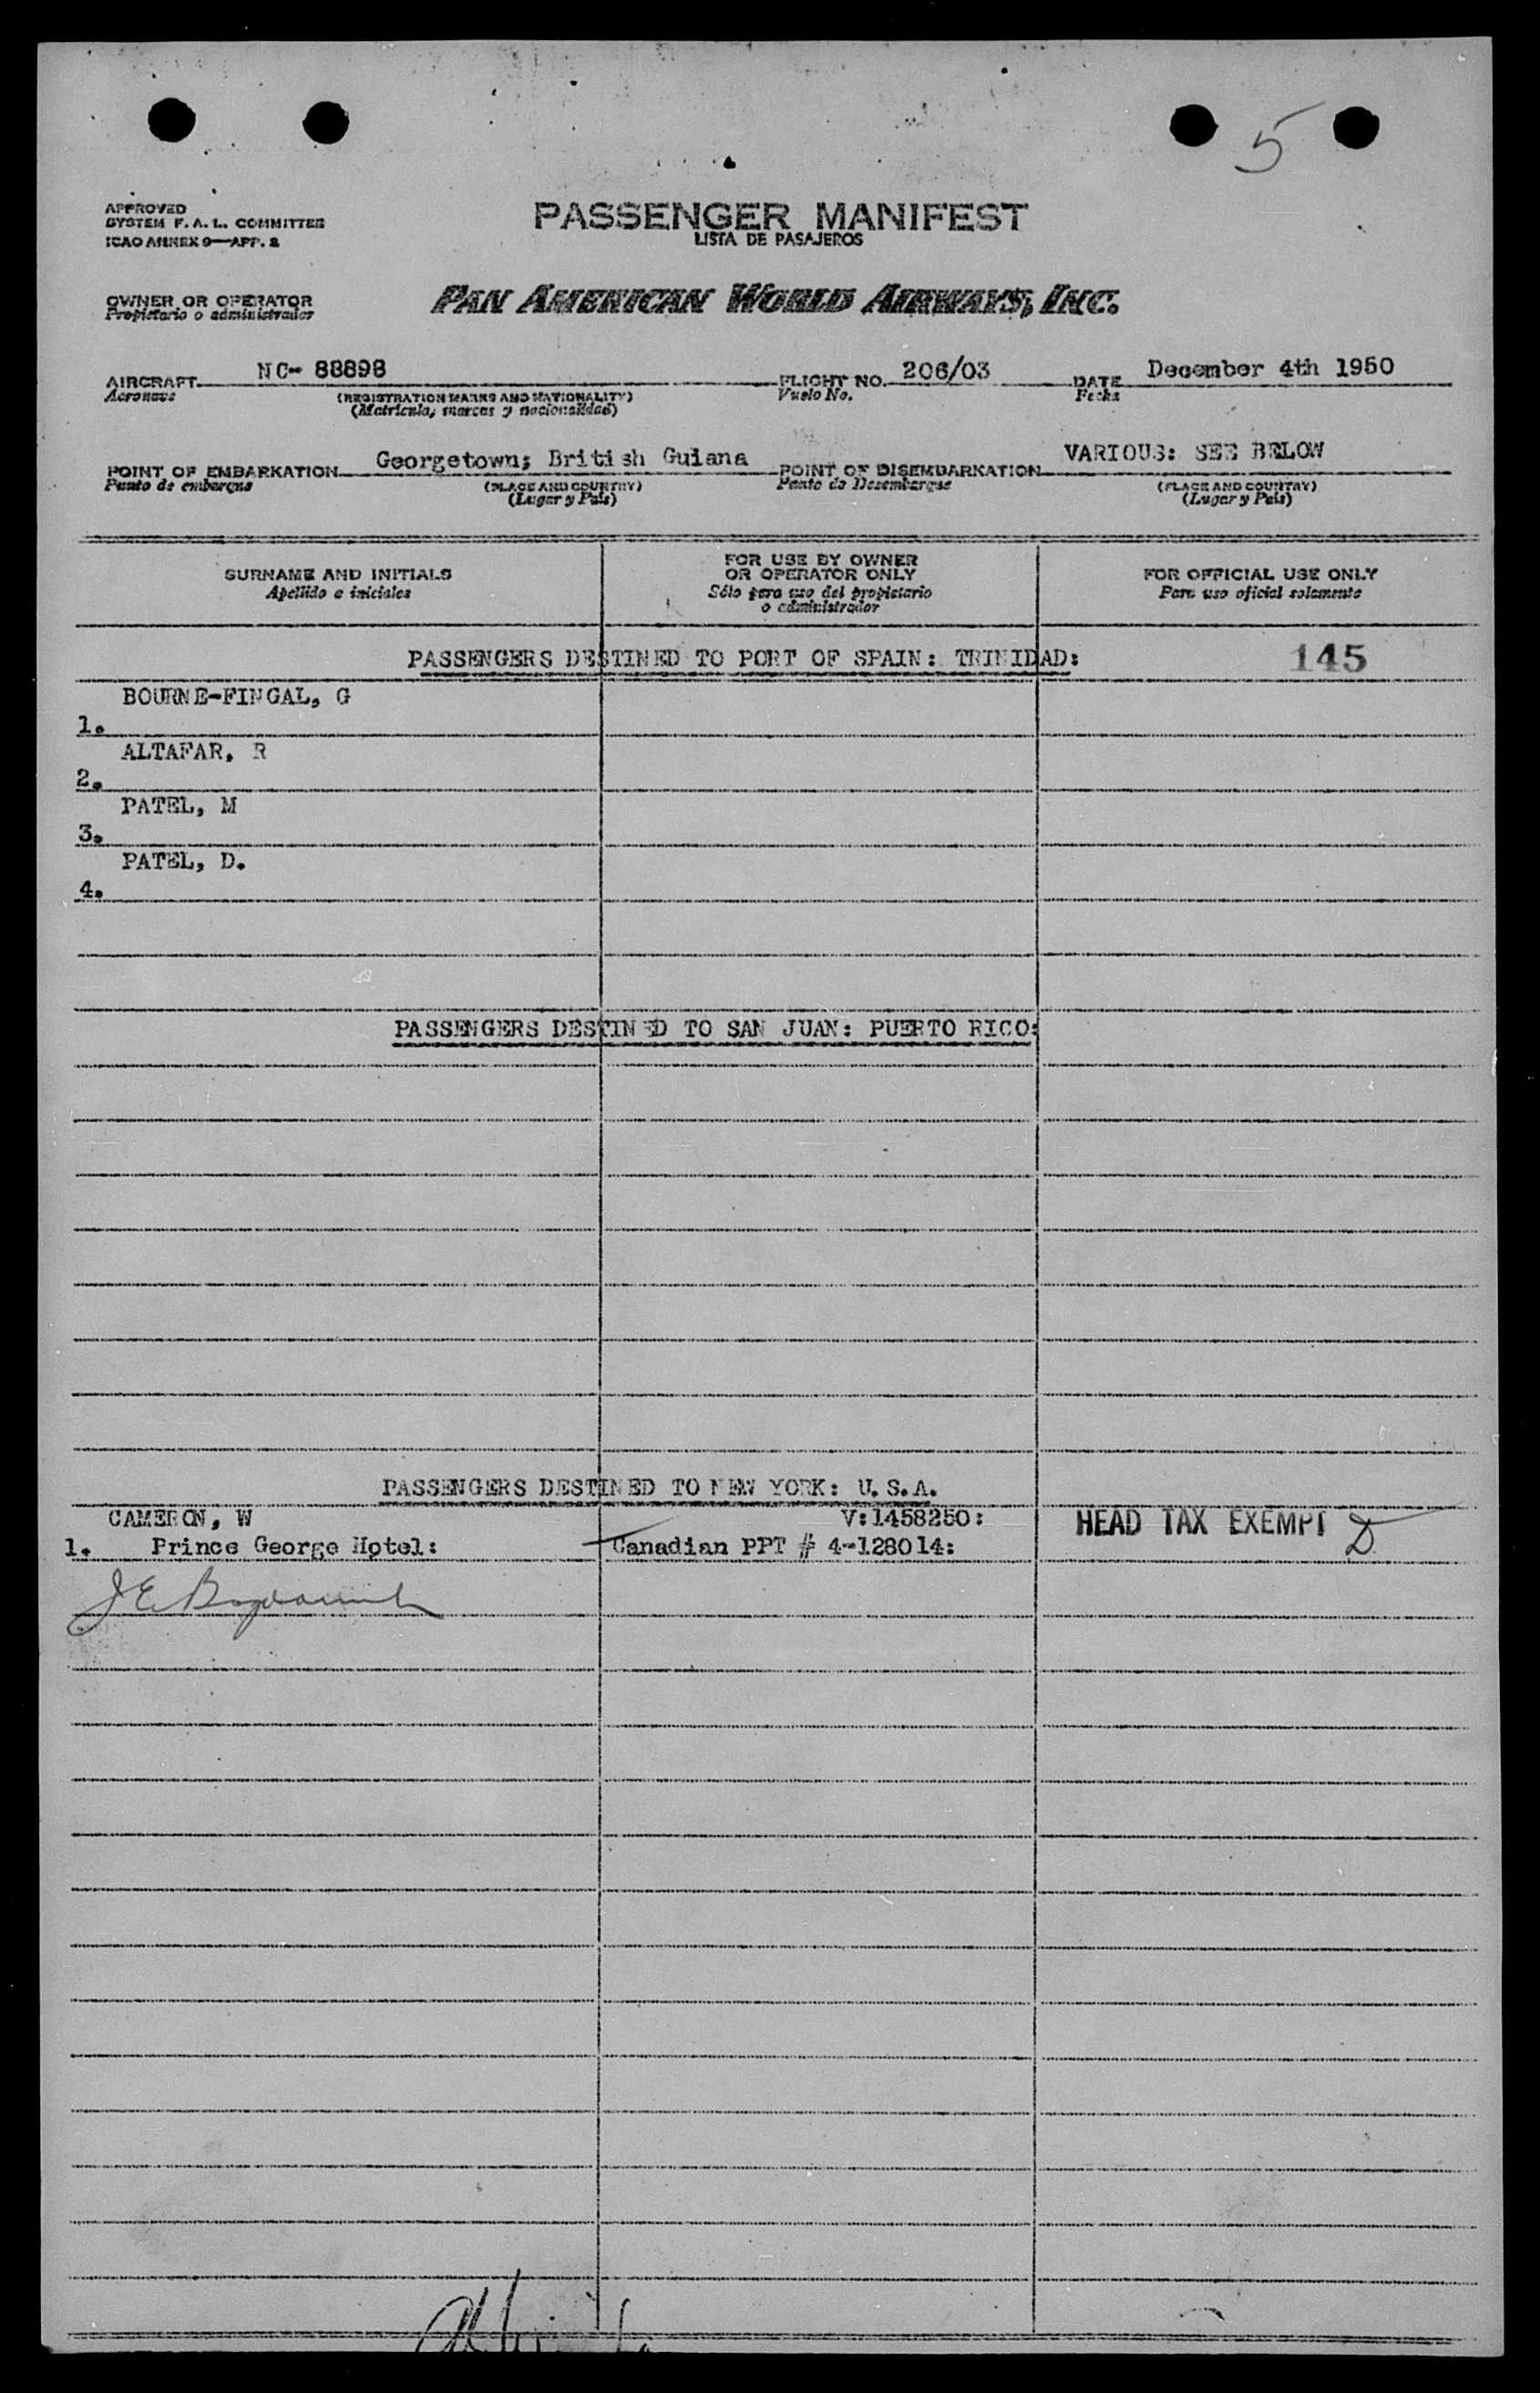 5
APPROVED
SYSTEM F. A. L. COMMITTEE
ICAO ANNEX 9—APP. 2
PASSENGER MANIFEST
LISTA DE PASAJEROS
OWNER OR OPERATOR
Propietario o administrador
PAN AMERICAN WORLD AIRWAYS, INC.
AIRCRAFT NC- 88898 FLIGHT NO. 206/03 DATE December 4th 1950
Aeronave (REGISTRATION MARKS AND NATIONALITY) Vuelo No. Fecha
(Matrícula, marcas y nacionalidad)
POINT OF EMBARKATION Georgetown; British Guiana POINT OF DISEMBARKATION VARIOUS: SEE BELOW
Punto de embarque (PLACE AND COUNTRY) Punto de Desembarque (PLACE AND COUNTRY)
(Lugar y País) (Lugar y País)
SURNAME AND INITIALS
Apellido e iniciales
FOR USE BY OWNER
OR OPERATOR ONLY
Sólo para uso del propietario
o administrador
FOR OFFICIAL USE ONLY
Para uso oficial solamente
PASSENGERS DESTINED TO PORT OF SPAIN: TRINIDAD: 145
BOURNE-FINGAL, G
1.
ALTAFAR, R
2.
PATEL, M
3.
PATEL, D.
4.
PASSENGERS DESTINED TO SAN JUAN: PUERTO RICO:
PASSENGERS DESTINED TO NEW YORK: U.S.A.
CAMERON, W V:1458250: HEAD TAX EXEMPT D
1. Prince George Hotel: Canadian PPT # 4-128014: